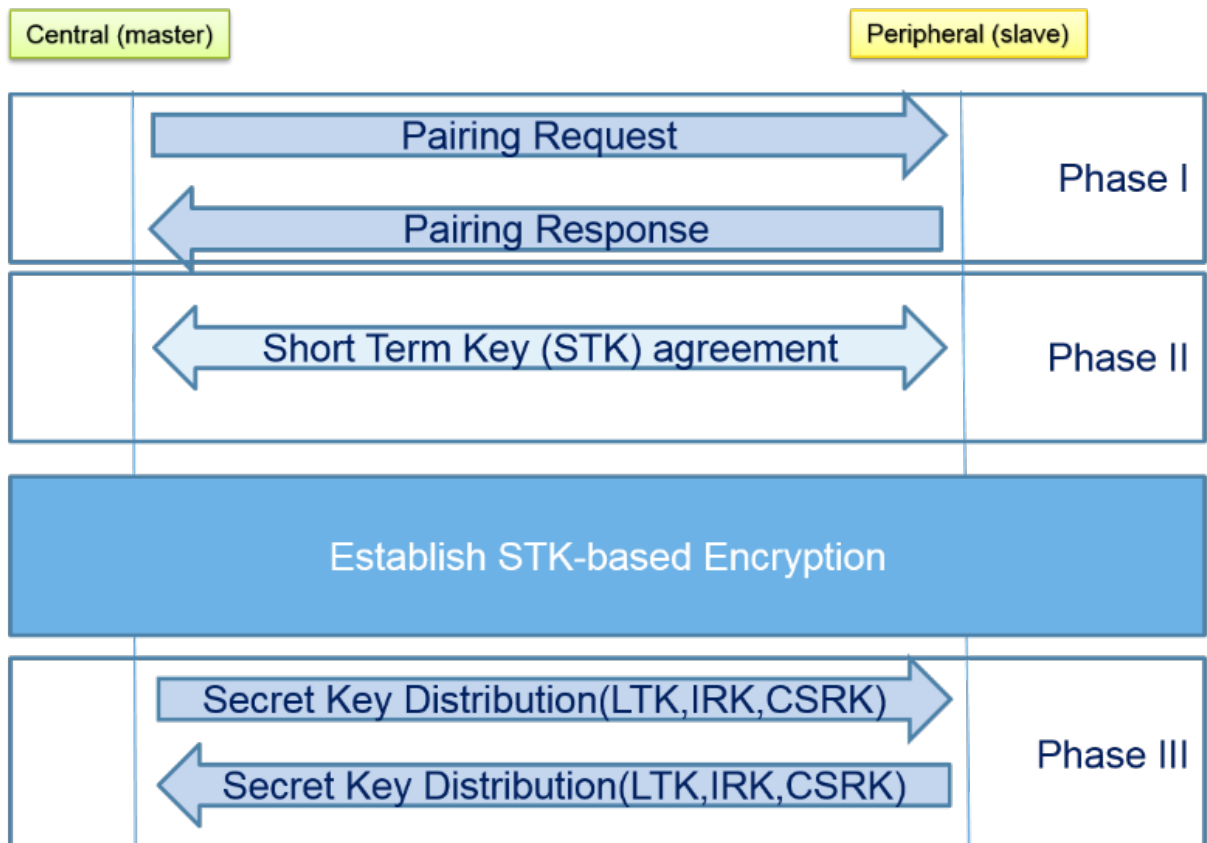 Central (master)
Peripheral (slave)
Pairing Request
Phase I
Pairing Response
Short Term Key (STK) agreement
Phase II
Establish STK-based Encryption
Secret Key Distribution(LTK,IRK,CSRK)
Phase III
Secret Key Distribution(LTK,IRK,CSRK)